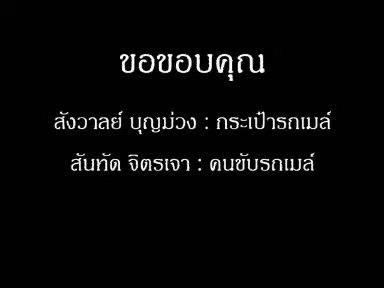 ขอขอบคุณ
สังวาลย์ บุญม่วง : กระเป๋ารถเมล์
สันทัด จิตรเจา : คนขับรถเมล์